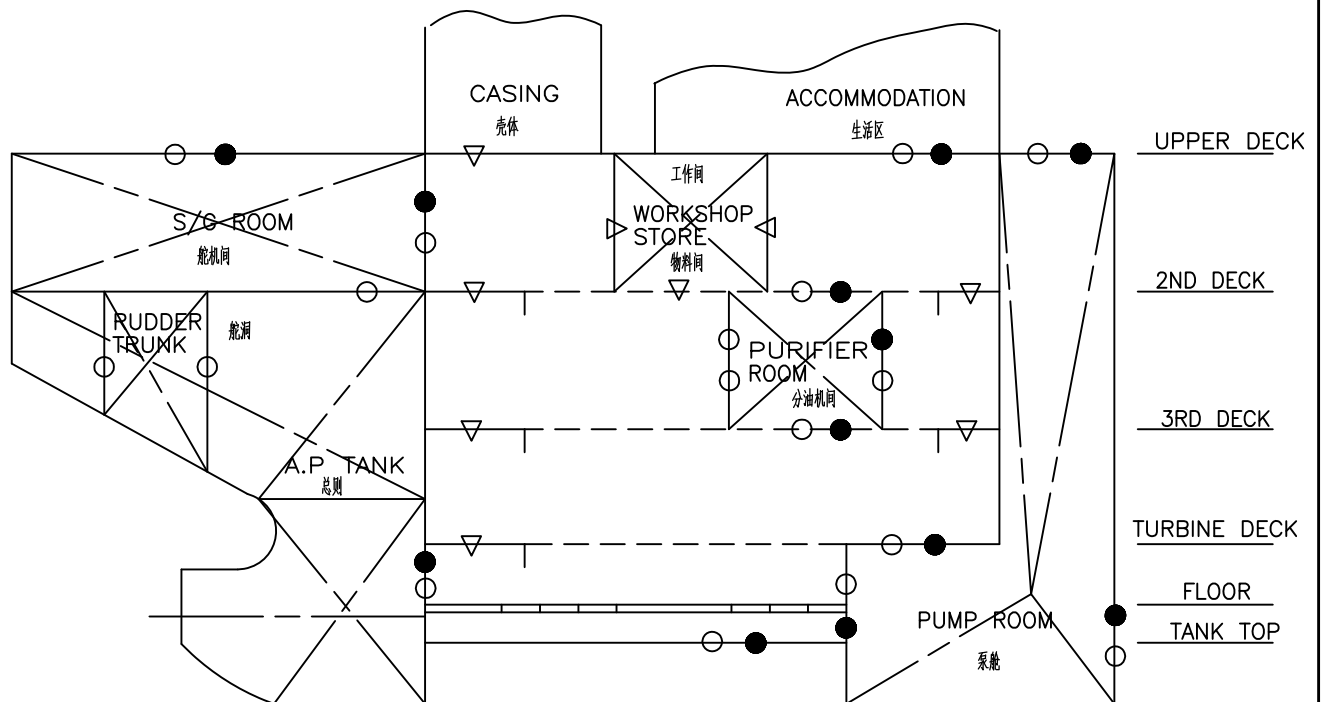 CASING
壳体
ACCOMMODATION
生活区
UPPER DECK
工作间
S/G ROOM
舵机间
WORKSHOP
STORE
物料间
2ND DECK
RUDDER
TRUNK
舵洞
PURIFIER
ROOM
分油机间
3RD DECK
A.P TANK
总则
TURBINE DECK
FLOOR
PUMP ROOM
泵舱
TANK TOP